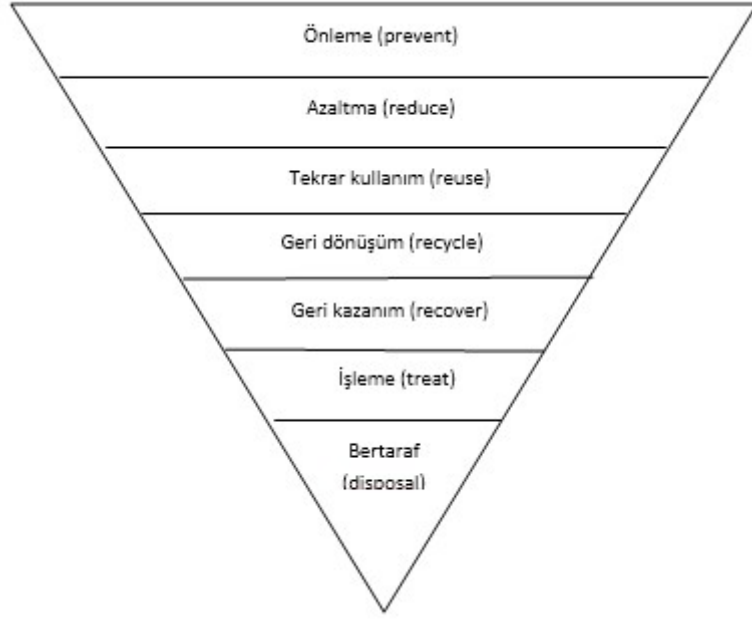 Önleme (prevent)
Azaltma (reduce)
Tekrar kullanım (reuse)
Geri dönüşüm (recycle)
Geri kazanım (recover)
İşleme (treat)
Bertaraf
(disposal)